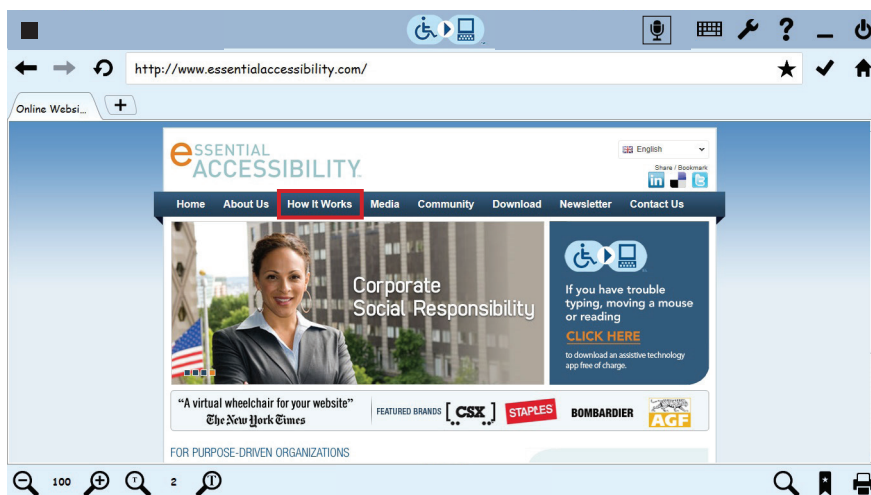 ?
http://www.essentialaccessibility.com/
Online Websi...
+
eSSENTIAL
ACCESSIBILITY
English
Share / Bookmark
in
Home About Us How It Works Media Community Download Newsletter Contact Us
Corporate
Social Responsibility
If you have trouble
typing, moving a mouse
or reading
CLICK HERE
to download an assistive technology
app free of charge.
“A virtual wheelchair for your website”
The New York Times
FEATURED BRANDS [CSX] STAPLES BOMBARDIER AGF
FOR PURPOSE-DRIVEN ORGANIZATIONS
100 T 2 T